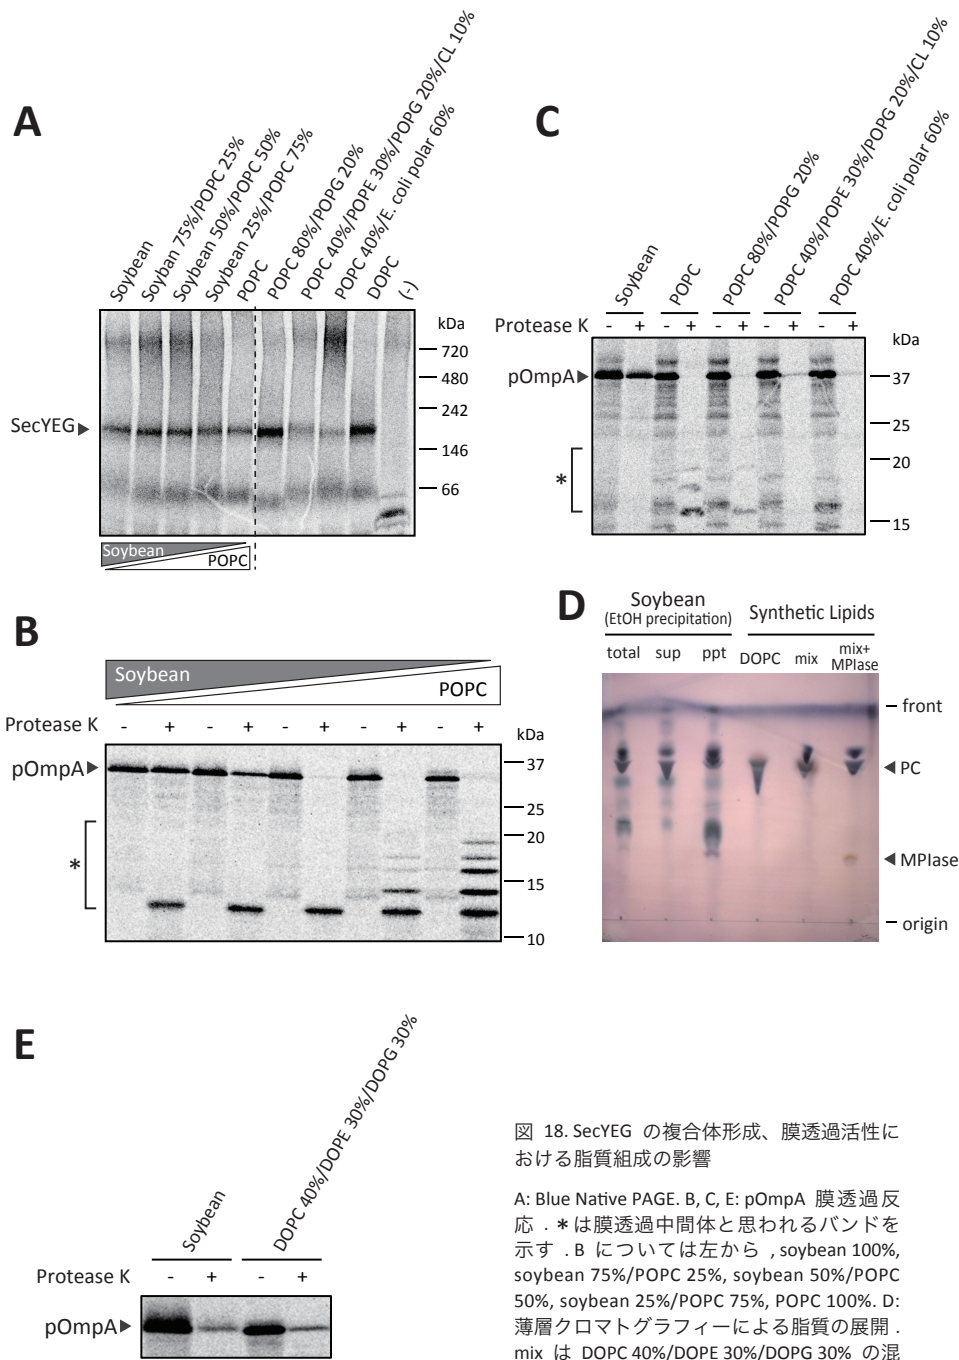 A
Soybean
Soyban 75%/POPC 25%
Soybean 50%/POPC 50%
Soybean 25%/POPC 75%
POPC
POPC 80%/POPG 20%
POPC 40%/POPE 30%/POPG 20%/CL 10%
POPC 40%/E. coli polar 60%
DOPC
(-)
kDa
720
480
242
SecYEG
146
66
Soybean
POPC
C
Soybean
POPC
POPC 80%/POPG 20%
POPC 40%/POPE 30%/POPG 20%/CL 10%
POPC 40%/E. coli polar 60%
Protease K - + - + - + - + - +
kDa
pOmpA
37
25
20
*
15
B
Soybean
POPC
Protease K - + - + - + - + - +
kDa
pOmpA
37
25
20
*
15
10
D
Soybean
(EtOH precipitation)
Synthetic Lipids
total sup ppt DOPC mix mix+
MPIase
front
PC
MPIase
origin
E
Soybean
DOPC 40%/DOPE 30%/DOPG 30%
Protease K - + - +
pOmpA
図 18. SecYEG の複合体形成、膜透過活性に
おける脂質組成の影響
A: Blue Native PAGE. B, C, E: pOmpA 膜透過反
応 . * は膜透過中間体と思われるバンドを
示す . B については左から , soybean 100%,
soybean 75%/POPC 25%, soybean 50%/POPC
50%, soybean 25%/POPC 75%, POPC 100%. D:
薄層クロマトグラフィーによる脂質の展開 .
mix は DOPC 40%/DOPE 30%/DOPG 30% の混